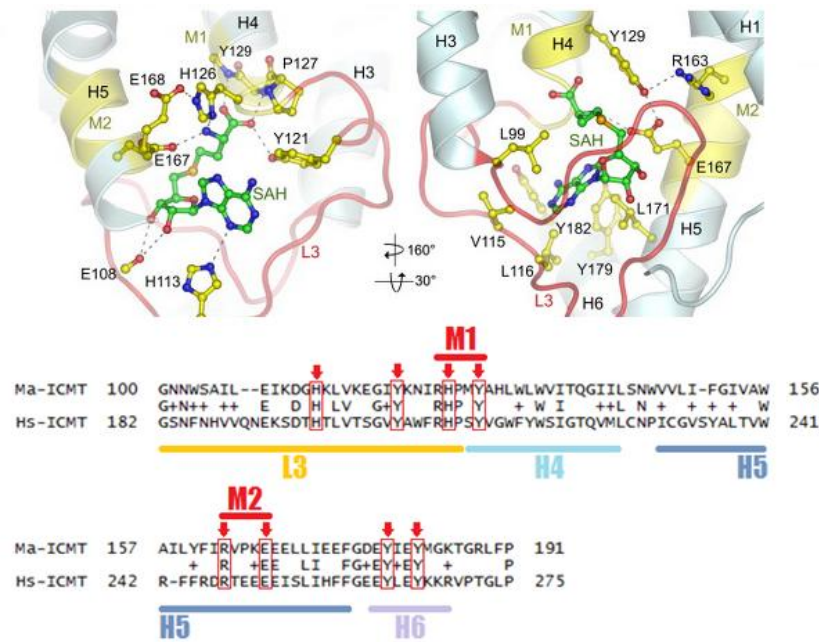 H4
M1
Y129
P127
E168
H126
H3
H5
M2
Y121
E167
SAH
L3
E108
H113
160°
30°
Y129
H3
M1
H4
H1
R163
M2
L99
SAH
E167
V115
Y182
L171
H5
L116
Y179
L3
H6
M1
Ma-ICMT 100 GNNWSAIL--EIKDGHKLVKEGIYKNIRHPMYAHLWLWVITQGIILSNWVVLI-FGIVAW 156
G+N++ ++ E D H LV G+Y RHP Y + W I ++L N + + + + W
Hs-ICMT 182 GSNFNHVVQNEKSDTHTLVTSGVYAWFRHPSYVGWFYWSIGTQVMLCNPICGVSYALTVW 241
L3 H4 H5
M2
Ma-ICMT 157 AILYFIRVPKEEELLIEEFGDEYIEYMGKTGRLFP 191
+ R +EE LI FG+EY+EY + P
Hs-ICMT 242 R-FFRDRTEEEEISLIHFFGEEYLEYKKRVPTGLP 275
H5 H6